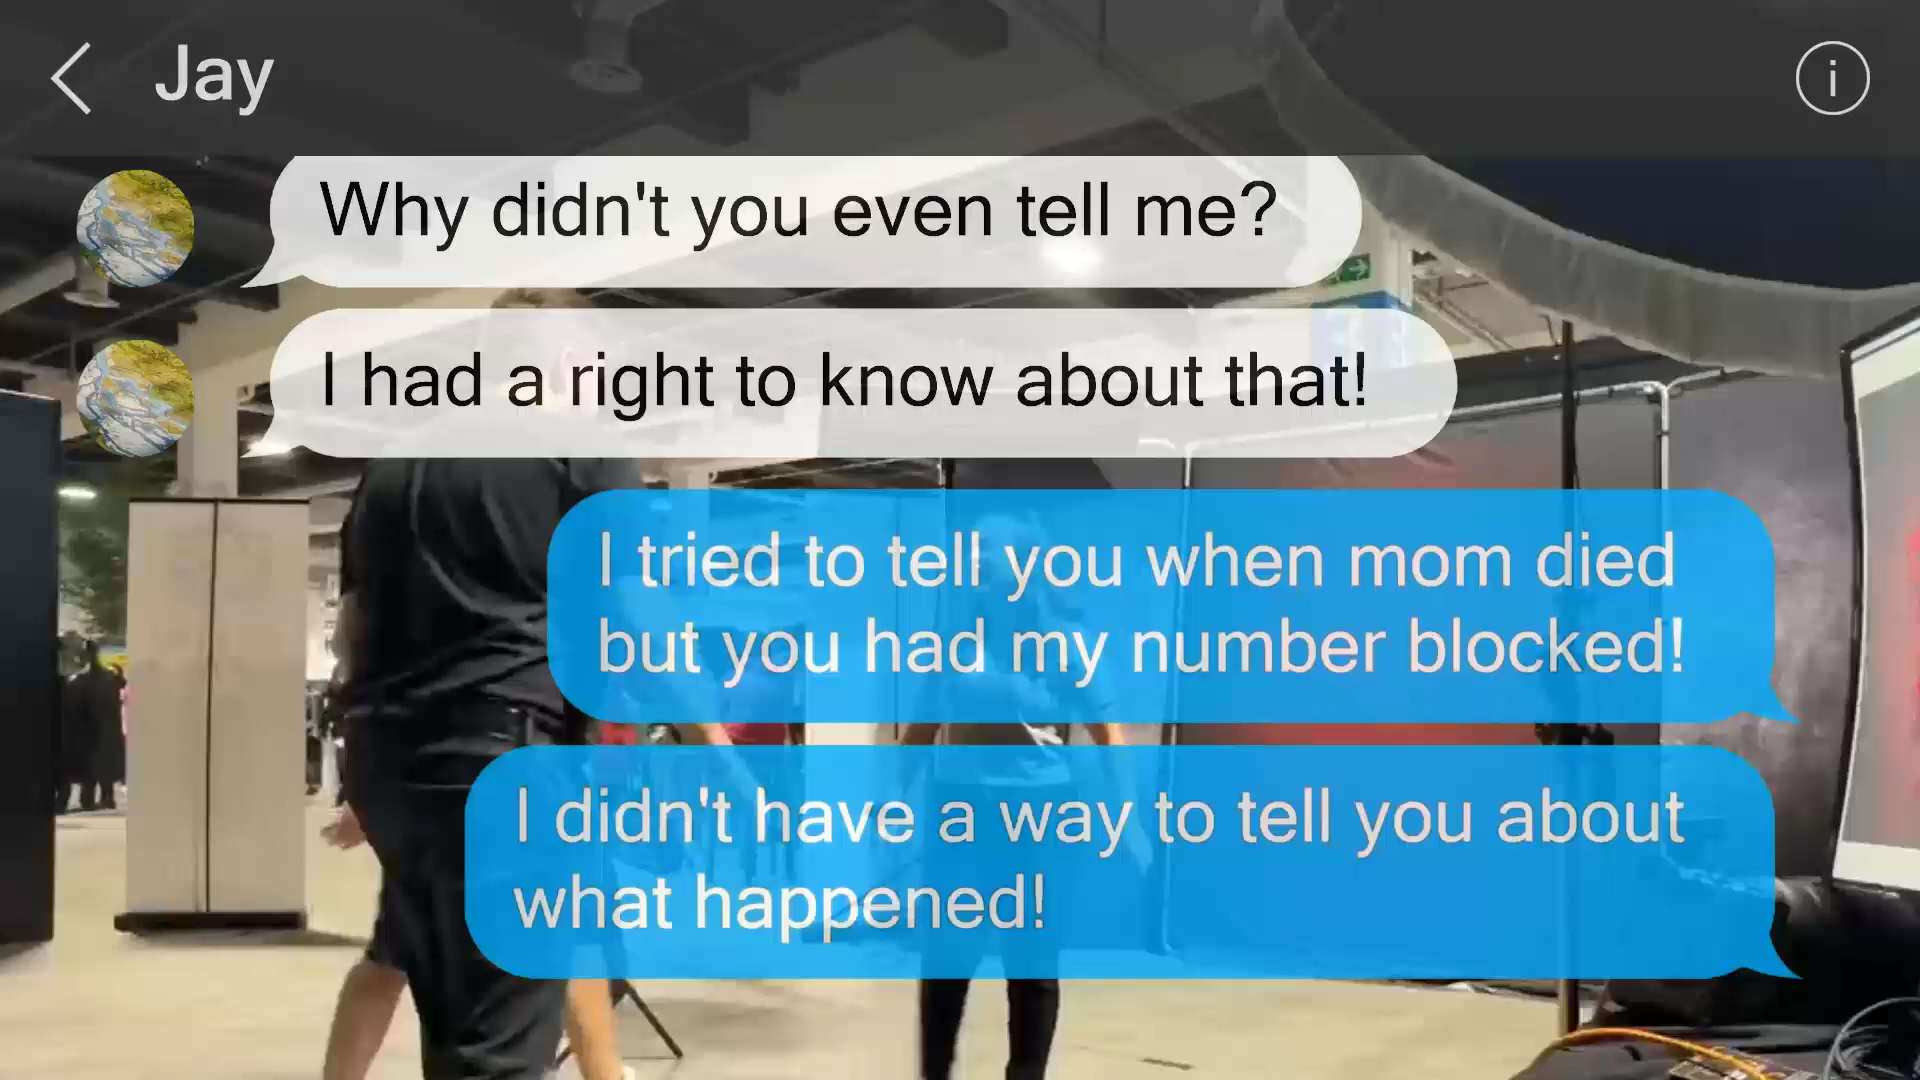 Jay
Why didn't you even tell me?
I had a right to know about that!
I tried to tell you when mom died
but you had my number blocked!
I didn't have a way to tell you about
what happened!